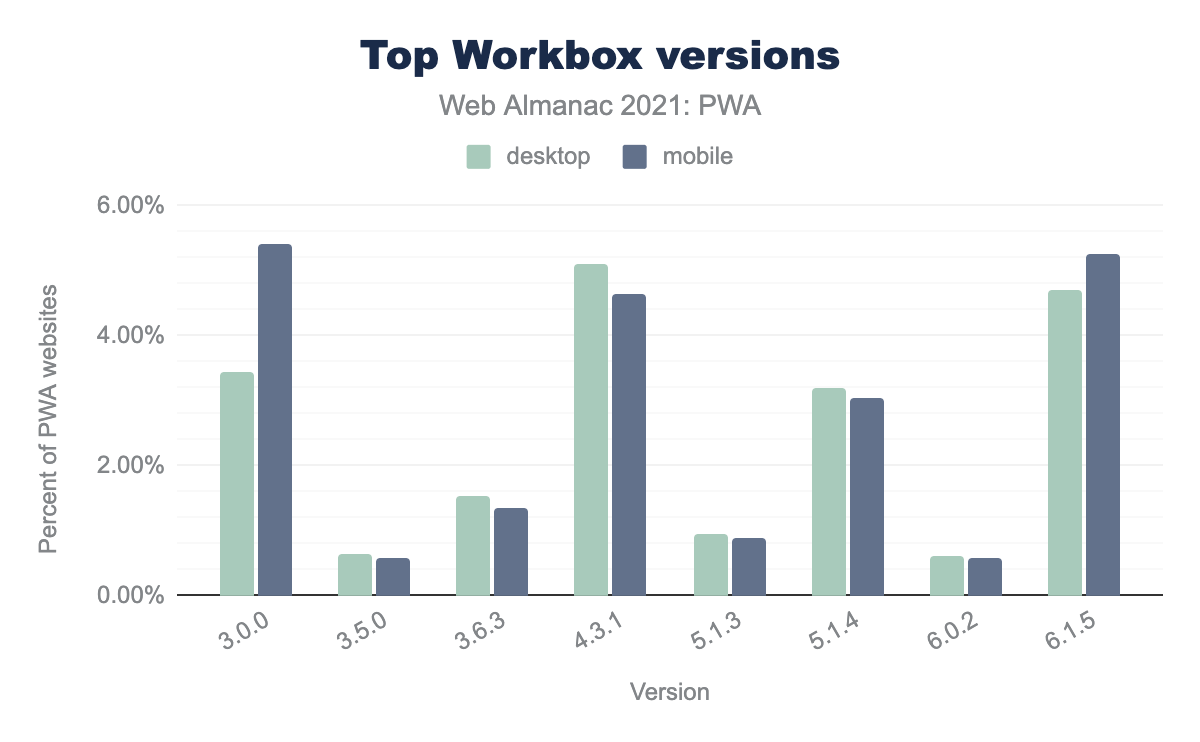 Top Workbox versions
Web Almanac 2021: PWA
desktop mobile
6.00%
4.00%
2.00%
0.00%
Percent of PWA websites
3.0.0 3.5.0 3.6.3 4.3.1 5.1.3 5.1.4 6.0.2 6.1.5
Version